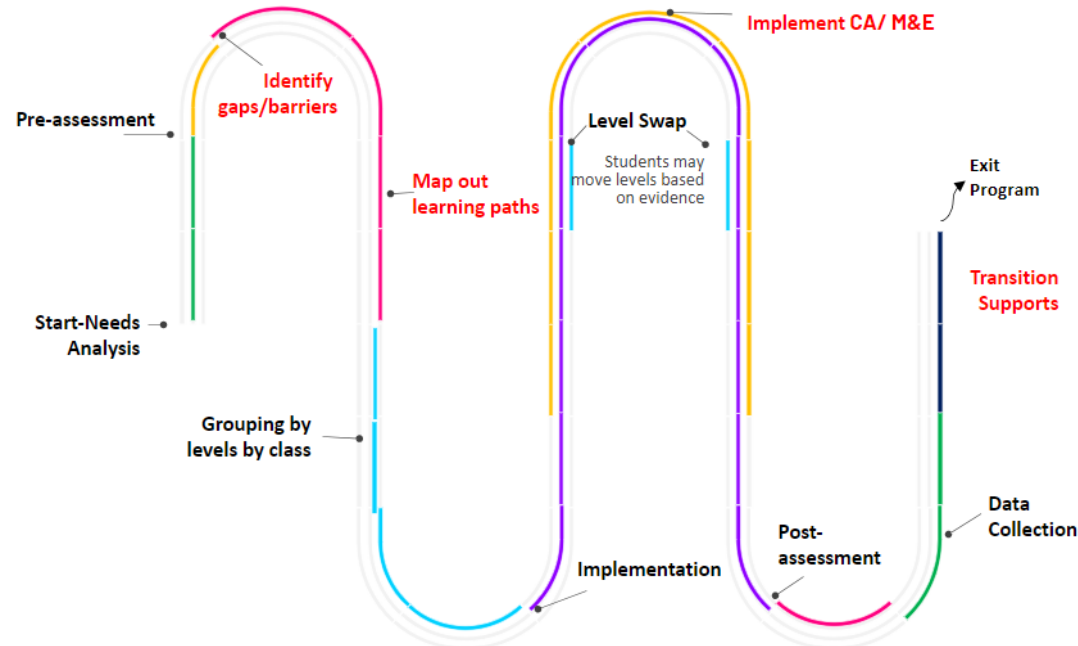 Start-Needs
Analysis
Pre-assessment
Identify
gaps/barriers
Map out
learning paths
Grouping by
levels by class
Implementation
Implement CA/ M&E
Level Swap
Students may
move levels based
on evidence
Post-
assessment
Data
Collection
Transition
Supports
Exit
Program